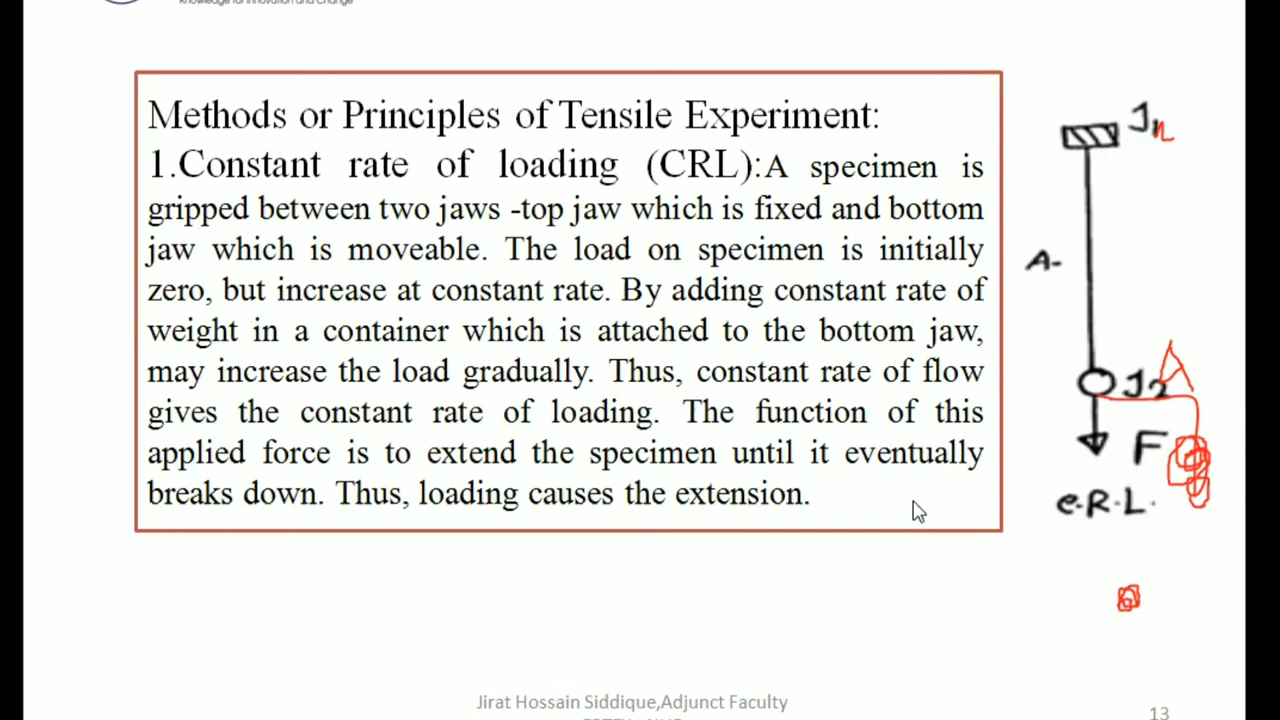 Knowledge for Innovation and Change
Methods or Principles of Tensile Experiment:
1.Constant rate of loading (CRL):A specimen is
gripped between two jaws -top jaw which is fixed and bottom
jaw which is moveable. The load on specimen is initially
zero, but increase at constant rate. By adding constant rate of
weight in a container which is attached to the bottom jaw,
may increase the load gradually. Thus, constant rate of flow
gives the constant rate of loading. The function of this
applied force is to extend the specimen until it eventually
breaks down. Thus, loading causes the extension.
A-
J2
F
C.R.L.
Jirat Hossain Siddique,Adjunct Faculty
13